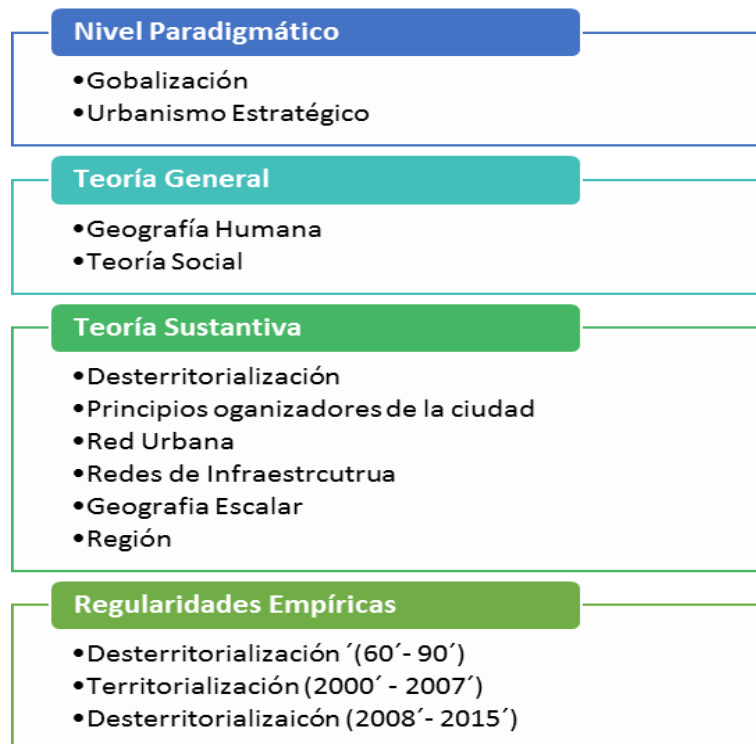 Nivel Paradigmático
•Gobalización
•Urbanismo Estratégico
Teoría General
•Geografía Humana
•Teoría Social
Teoría Sustantiva
•Desterritorialización
•Principios oganizadores de la ciudad
•Red Urbana
•Redes de Infraestrcutrua
•Geografia Escalar
•Región
Regularidades Empíricas
•Desterritorialización ´(60´- 90´)
•Territorialización (2000´ - 2007´)
•Desterritorializaicón (2008´- 2015´)